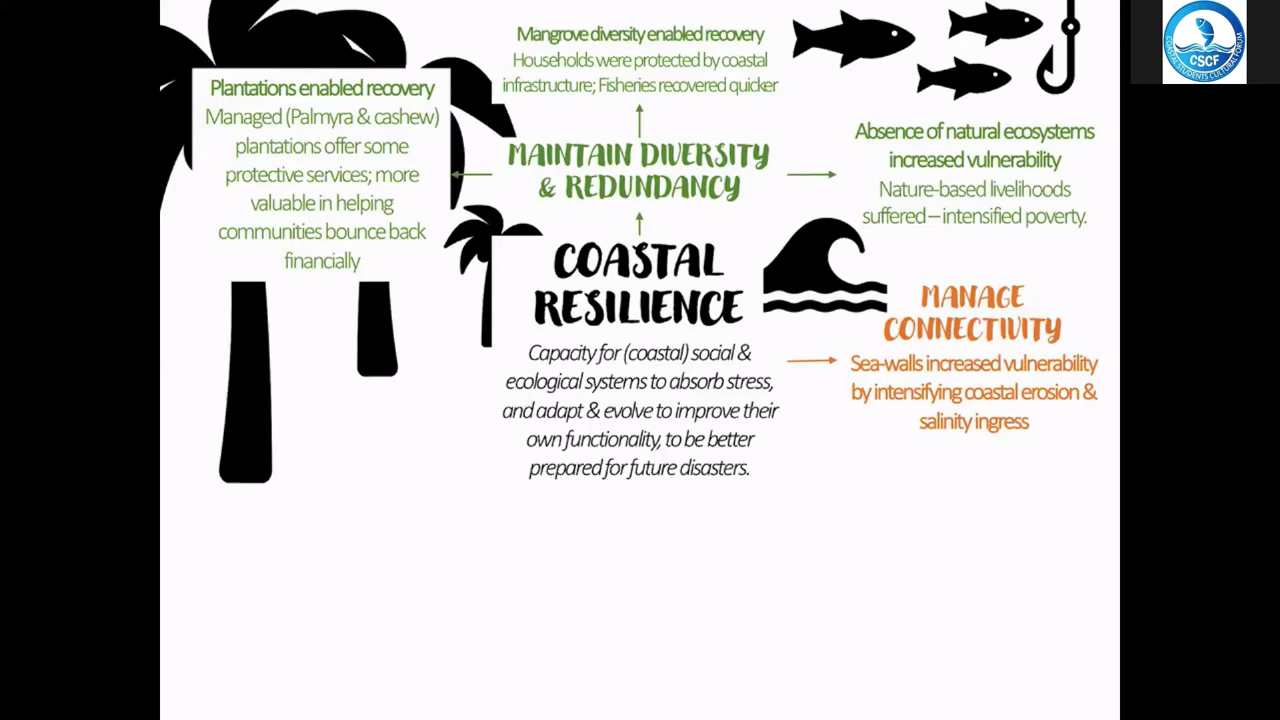 Mangrove diversity enabled recovery
Households were protected by coastal
infrastructure; Fisheries recovered quicker
Plantations enabled recovery
Managed (Palmyra & cashew)
plantations offer some
protective services; more
valuable in helping
communities bounce back
financially
MAINTAIN DIVERSITY
& REDUNDANCY
Absence of natural ecosystems
increased vulnerability
Nature-based livelihoods
suffered – intensified poverty.
COASTAL
RESILIENCE
Capacity for (coastal) social &
ecological systems to absorb stress,
and adapt & evolve to improve their
own functionality, to be better
prepared for future disasters.
MANAGE
CONNECTIVITY
Sea-walls increased vulnerability
by intensifying coastal erosion &
salinity ingress
CSCF
COASTAL STUDENTS CULTURAL FORUM